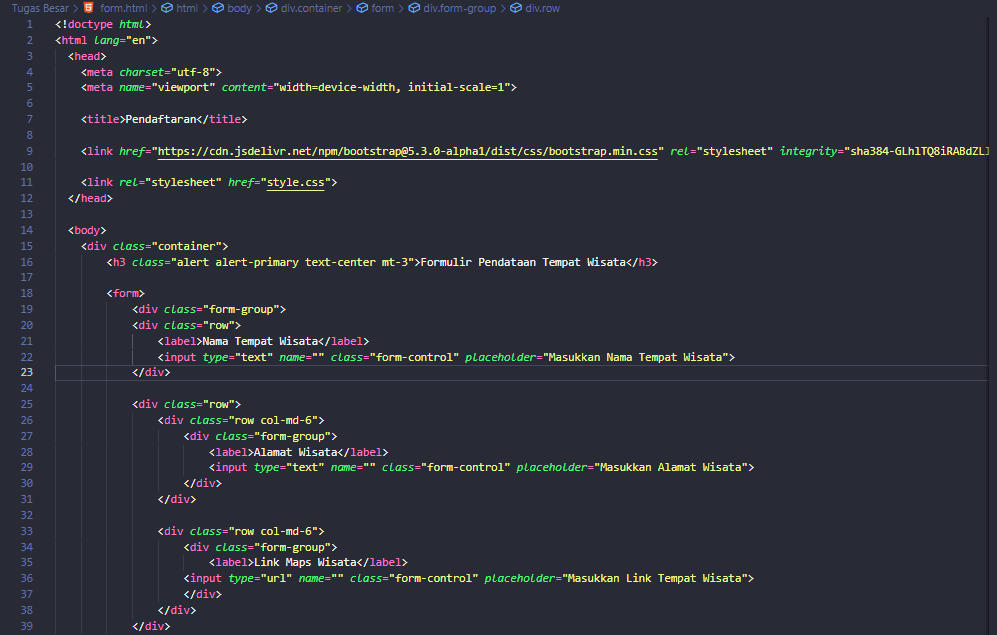 Tugas Besar > form.html > html > body > div.container > form > div.form-group > div.row
1 <!doctype html>
2 <html lang="en">
3 <head>
4 <meta charset="utf-8">
5 <meta name="viewport" content="width=device-width, initial-scale=1">
6
7 <title>Pendaftaran</title>
8
9 <link href="https://cdn.jsdelivr.net/npm/bootstrap@5.3.0-alpha1/dist/css/bootstrap.min.css" rel="stylesheet" integrity="sha384-GLhlTQ8iRABdZLl
10
11 <link rel="stylesheet" href="style.css">
12 </head>
13
14 <body>
15 <div class="container">
16 <h3 class="alert alert-primary text-center mt-3">Formulir Pendataan Tempat Wisata</h3>
17
18 <form>
19 <div class="form-group">
20 <div class="row">
21 <label>Nama Tempat Wisata</label>
22 <input type="text" name="" class="form-control" placeholder="Masukkan Nama Tempat Wisata">
23 </div>
24
25 <div class="row">
26 <div class="row col-md-6">
27 <div class="form-group">
28 <label>Alamat Wisata</label>
29 <input type="text" name="" class="form-control" placeholder="Masukkan Alamat Wisata">
30 </div>
31 </div>
32
33 <div class="row col-md-6">
34 <div class="form-group">
35 <label>Link Maps Wisata</label>
36 <input type="url" name="" class="form-control" placeholder="Masukkan Link Tempat Wisata">
37 </div>
38 </div>
39 </div>